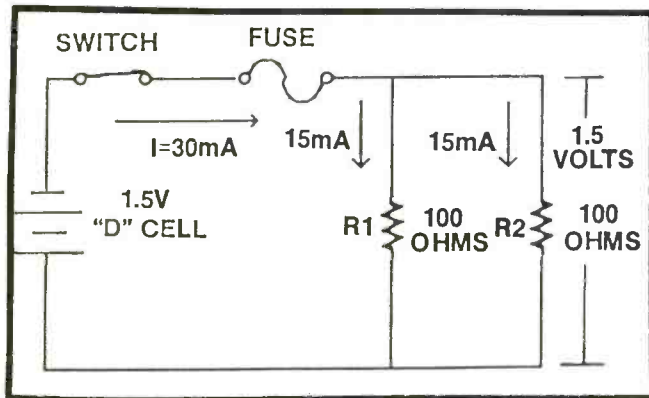 SWITCH
FUSE
I=30mA
15mA
15mA
1.5
VOLTS
1.5V
"D" CELL
R1
100
OHMS
R2
100
OHMS